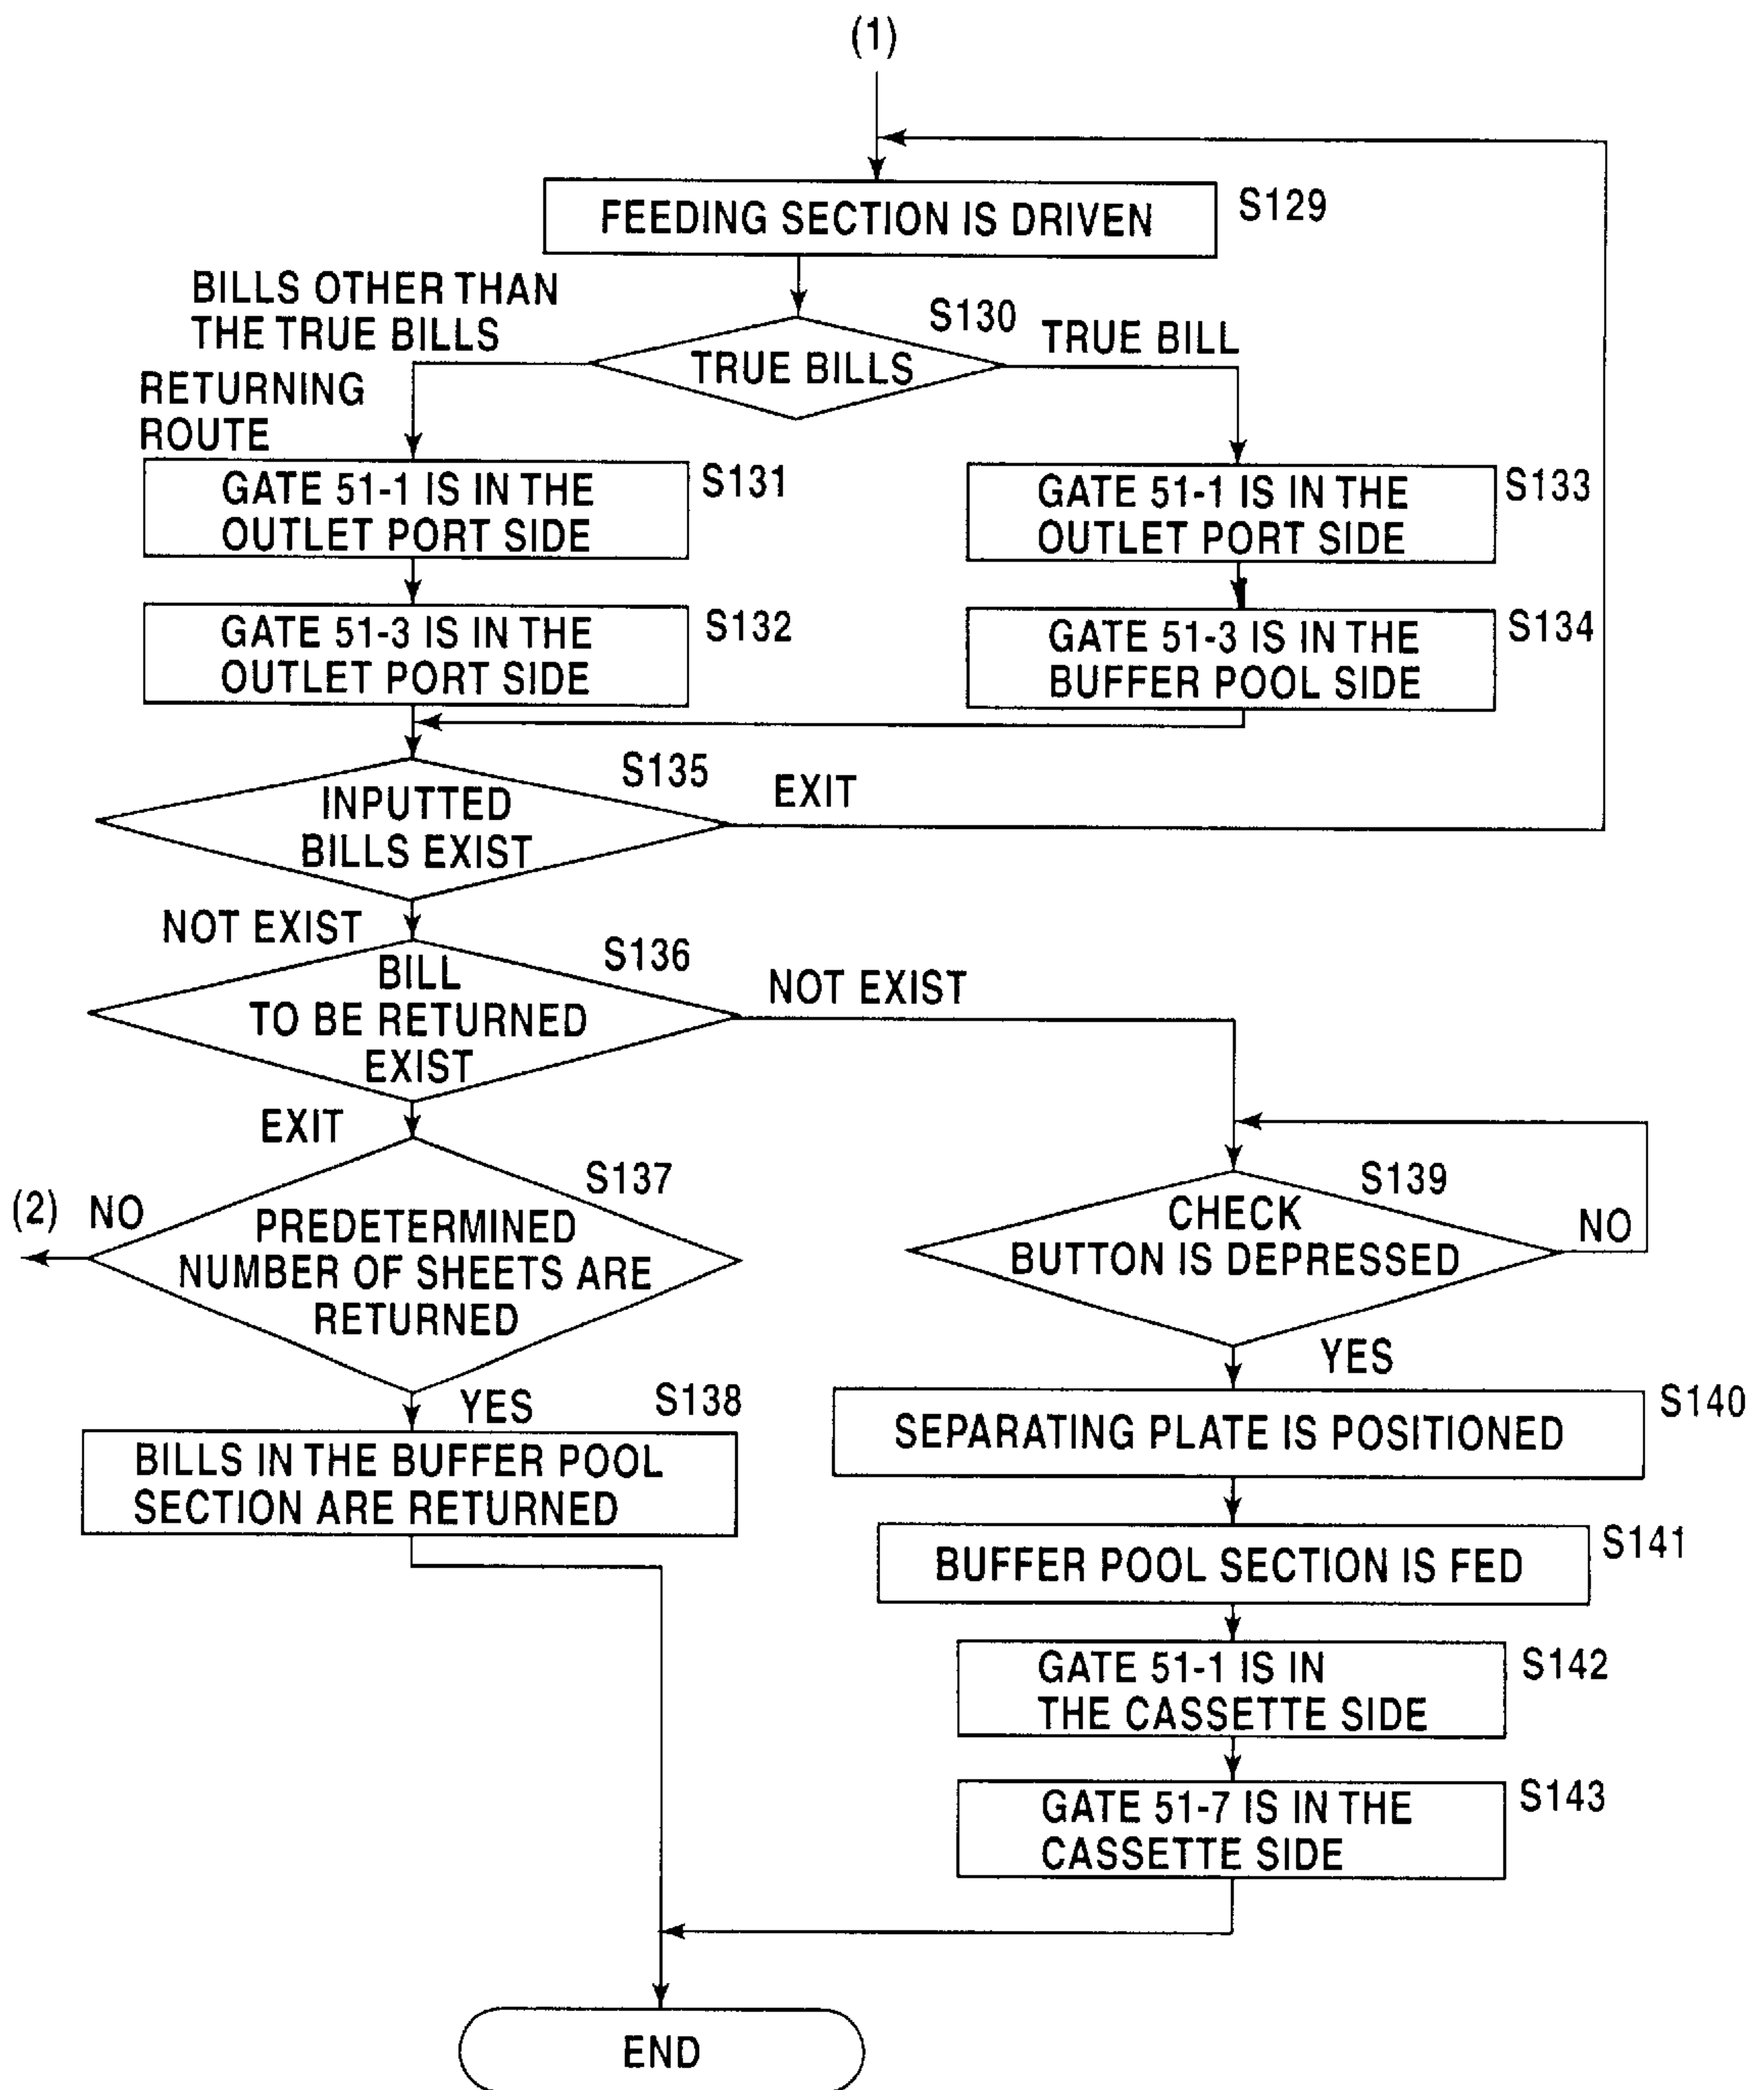 (1)
FEEDING SECTION IS DRIVEN
S129
BILLS OTHER THAN
THE TRUE BILLS
S130
TRUE BILLS
TRUE BILL
RETURNING
ROUTE
GATE 51-1 IS IN THE
OUTLET PORT SIDE
S131
GATE 51-1 IS IN THE
OUTLET PORT SIDE
S133
GATE 51-3 IS IN THE
OUTLET PORT SIDE
S132
GATE 51-3 IS IN THE
BUFFER POOL SIDE
S134
S135
INPUTTED
BILLS EXIST
EXIT
NOT EXIST
S136
BILL
TO BE RETURNED
EXIST
NOT EXIST
EXIT
S137
(2)
NO
PREDETERMINED
NUMBER OF SHEETS ARE
RETURNED
S139
CHECK
BUTTON IS DEPRESSED
NO
YES
YES
S138
BILLS IN THE BUFFER POOL
SECTION ARE RETURNED
SEPARATING PLATE IS POSITIONED
S140
BUFFER POOL SECTION IS FED
S141
GATE 51-1 IS IN
THE CASSETTE SIDE
S142
GATE 51-7 IS IN THE
CASSETTE SIDE
S143
END